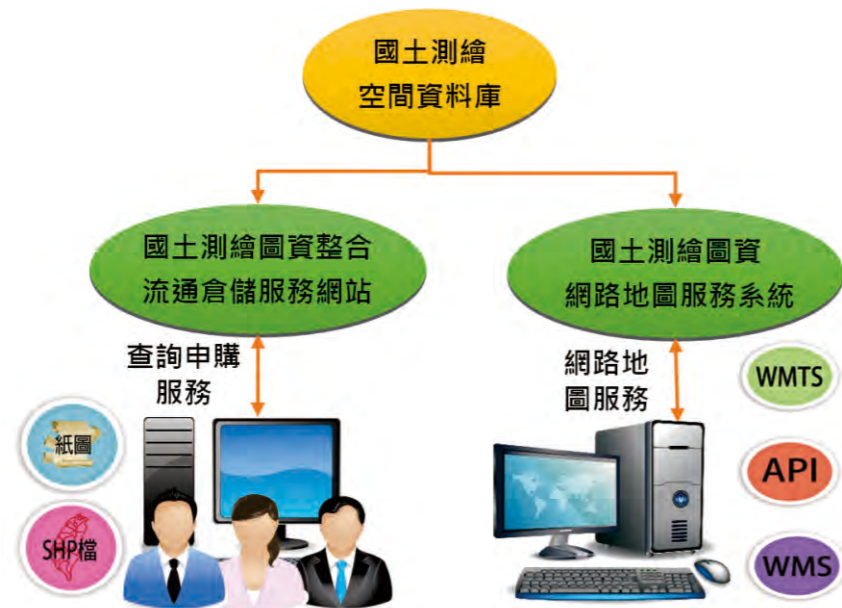 國土測繪
空間資料庫
國土測繪圖資整合
流通倉儲服務網站
國土測繪圖資
網路地圖服務系統
查詢申購
服務
網路地
圖服務
紙圖
SHP檔
WMTS
API
WMS